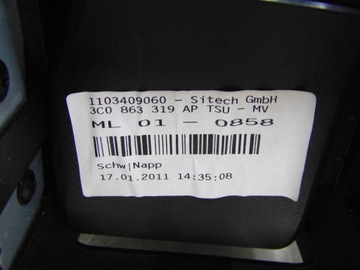 1103409060 - Sitech GmbH
3C0 863 319 AP TSU - MV
ML 01 - 0858
Schw|Napp
17.01.2011 14:35:08